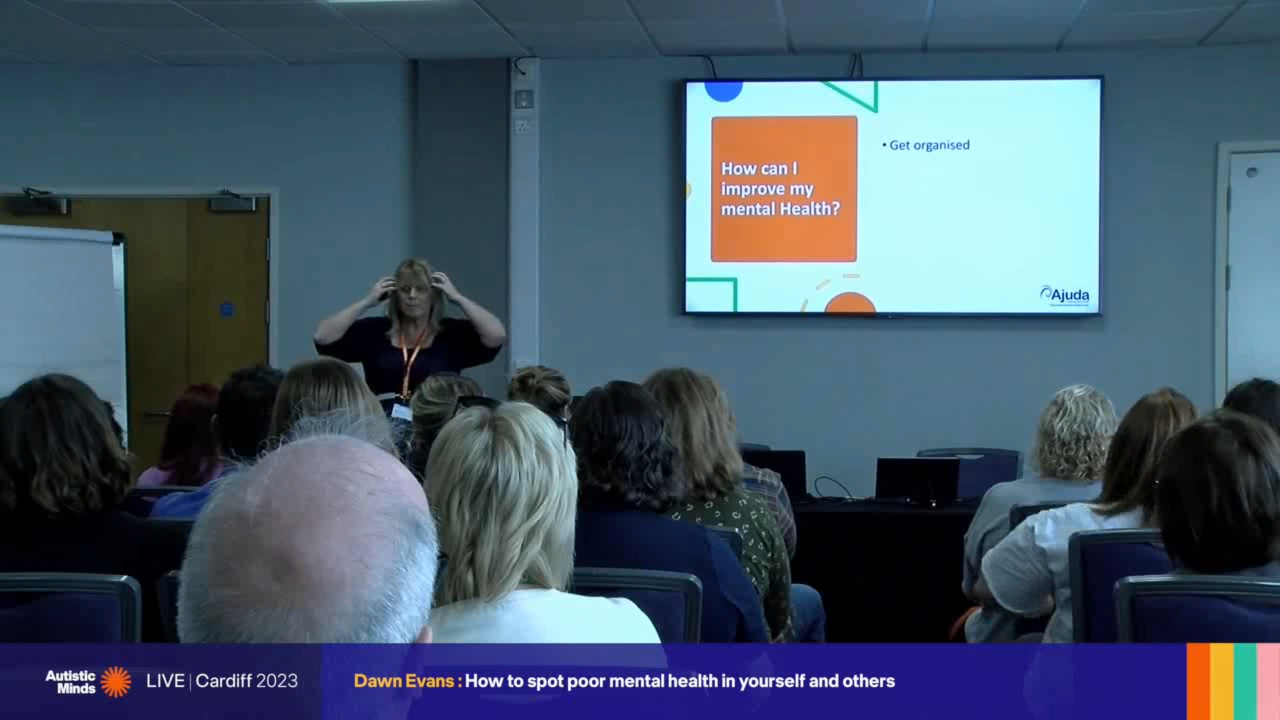 How can I
improve my
mental Health?
• Get organised
Ajuda
Autistic
Minds
LIVE | Cardiff 2023
Dawn Evans : How to spot poor mental health in yourself and others